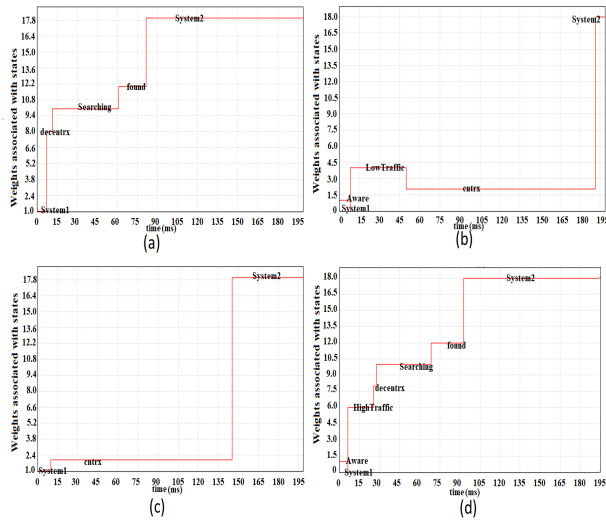 Weights associated with states
17.8
16.4
15.0
13.6
12.2
10.8
9.4
8.0
6.6
5.2
3.8
2.4
1.0
System2
found
Searching
decentrx
System1
0 15 30 45 60 75 90 105 120 135 150 165 180 195
time (ms)
(a)
Weights associated with states
18.0
16.5
15.0
13.5
12.0
10.5
9.0
7.5
6.0
4.5
3.0
1.5
0
System2
LowTraffic
cntrx
Aware
System1
0 15 30 45 60 75 90 105 120 135 150 165 180 195
time (ms)
(b)
Weights associated with states
17.8
16.4
15.0
13.6
12.2
10.8
9.4
8.0
6.6
5.2
3.8
2.4
1.0
System2
cntrx
System1
0 15 30 45 60 75 90 105 120 135 150 165 180 195
time (ms)
(c)
Weights associated with states
18.0
16.5
15.0
13.5
12.0
10.5
9.0
7.5
6.0
4.5
3.0
1.5
0
System2
found
Searching
decentrx
HighTraffic
Aware
System1
0 15 30 45 60 75 90 105 120 135 150 165 180 195
time (ms)
(d)